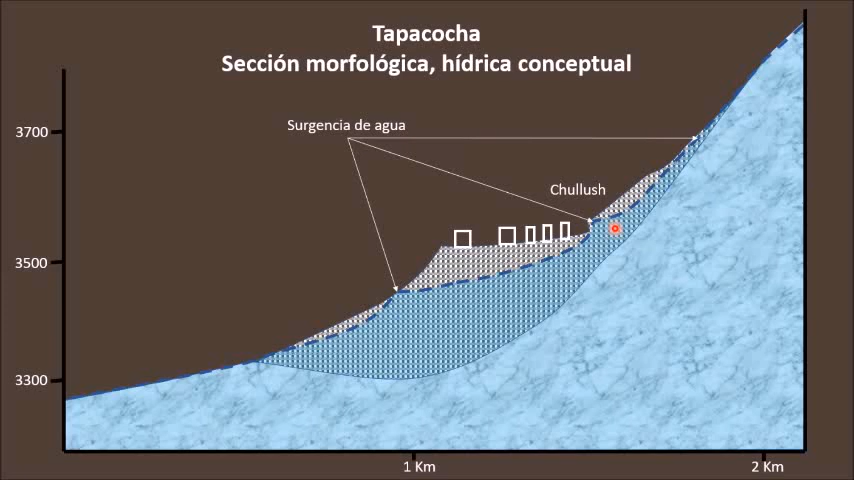 Tapacocha
Sección morfológica, hídrica conceptual
Surgencia de agua
3700
Chullush
3500
3300
1 Km
2 Km